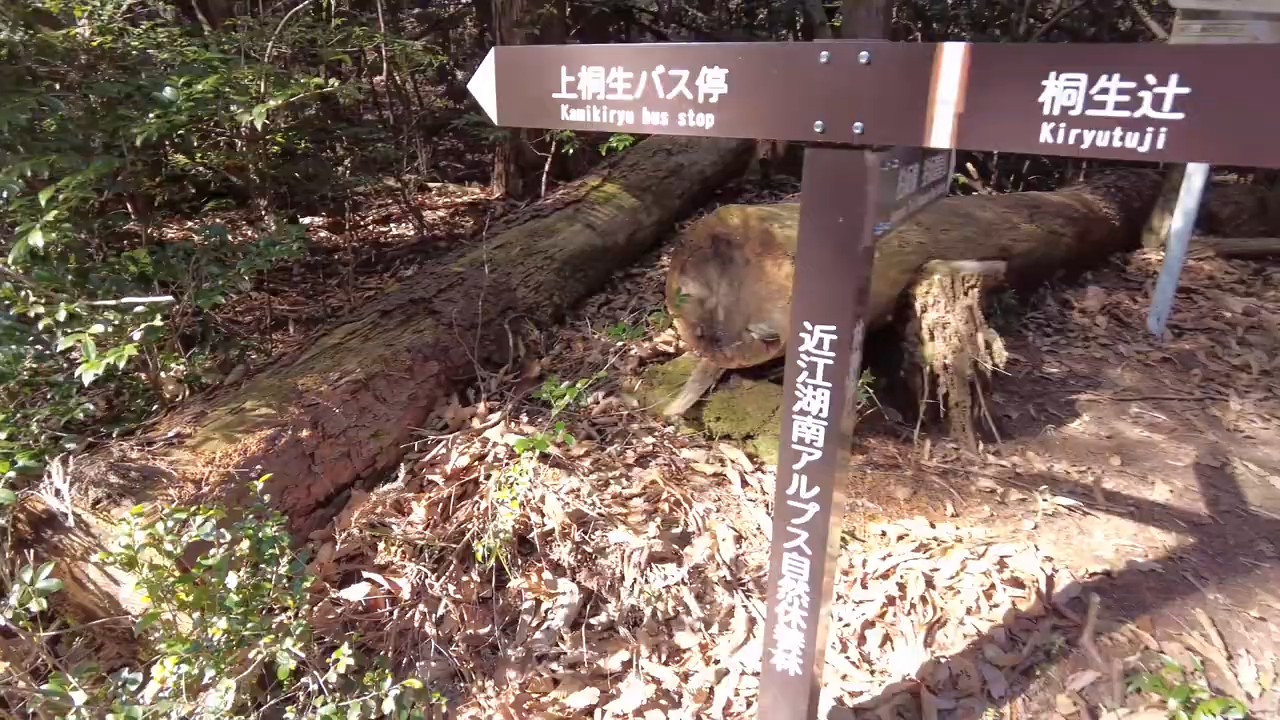 上桐生バス停
Kamikiryu bus stop
桐生辻
Kiryutuji
近江湖南アルプス自然休養林